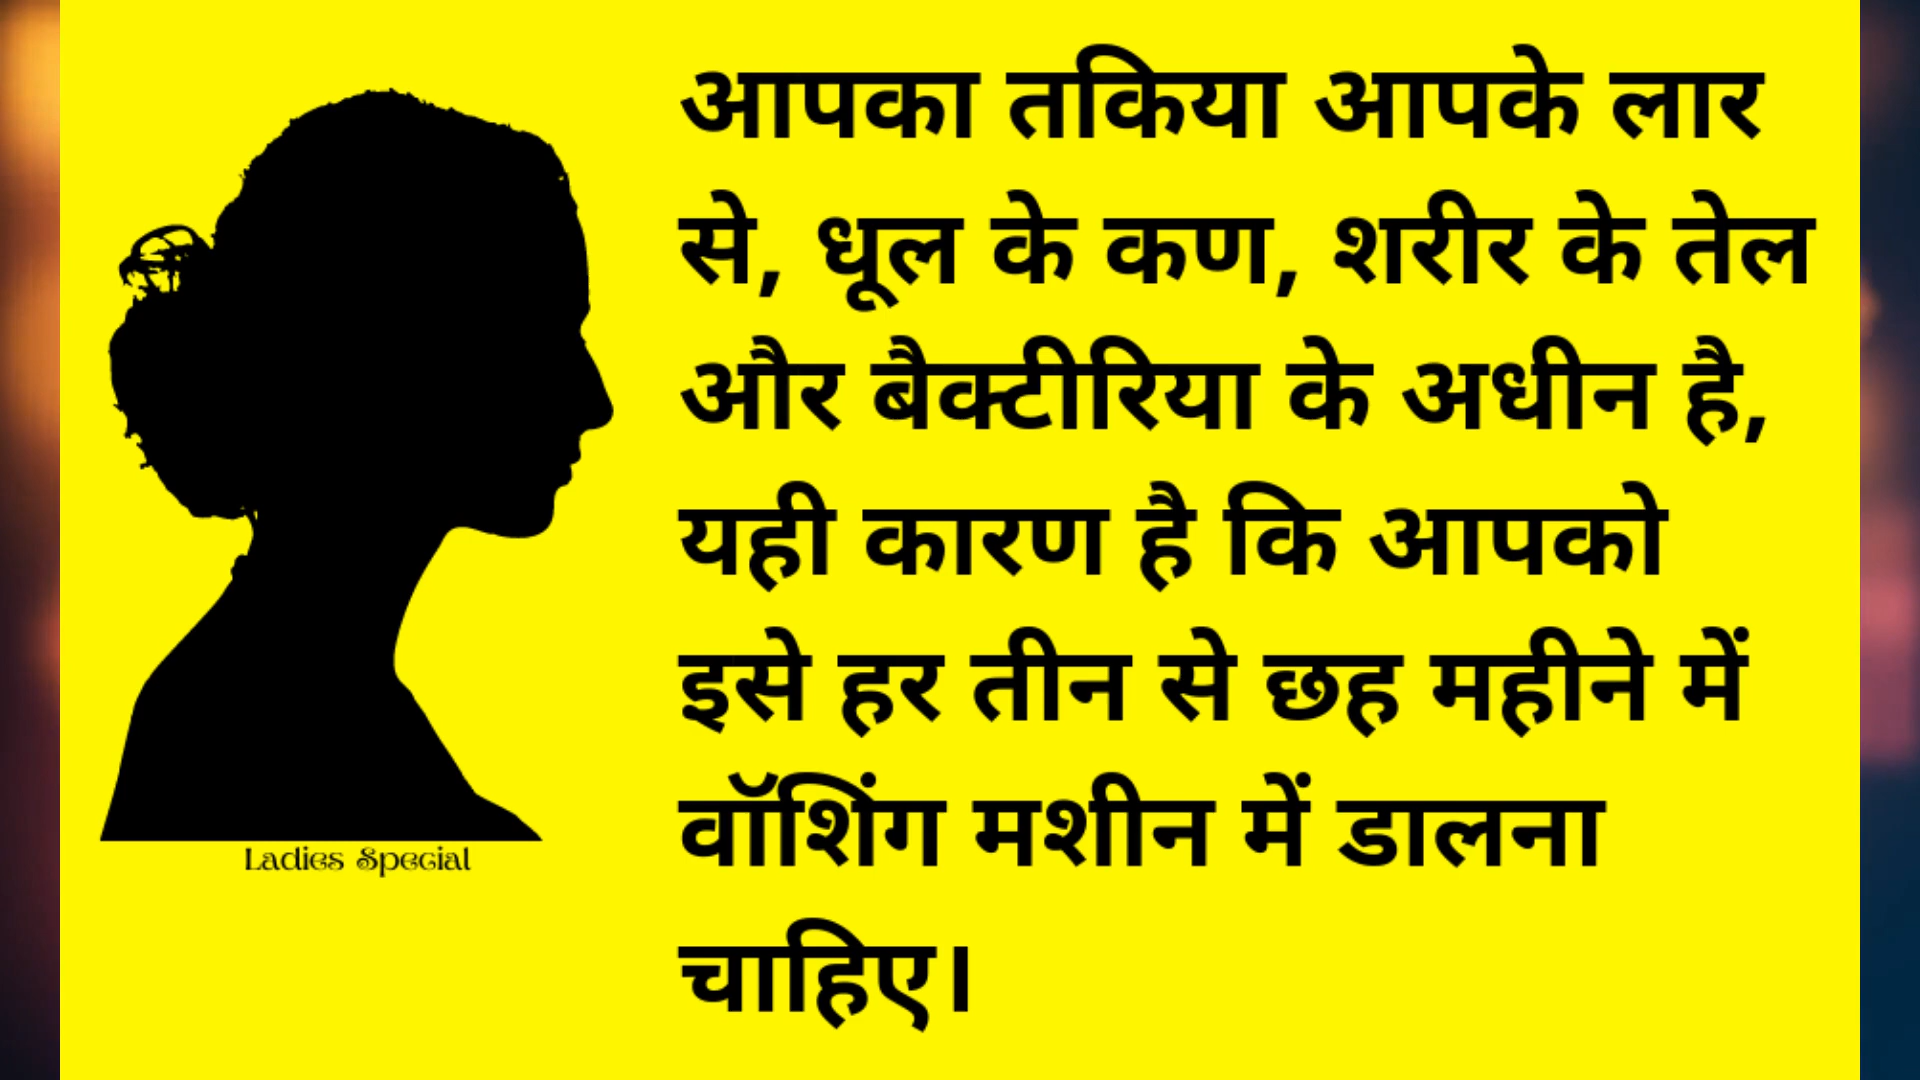 आपका तकिया आपके लार
से, धूल के कण, शरीर के तेल
और बैक्टीरिया के अधीन है,
यही कारण है कि आपको
इसे हर तीन से छह महीने में
वॉशिंग मशीन में डालना
चाहिए।
Ladies Special